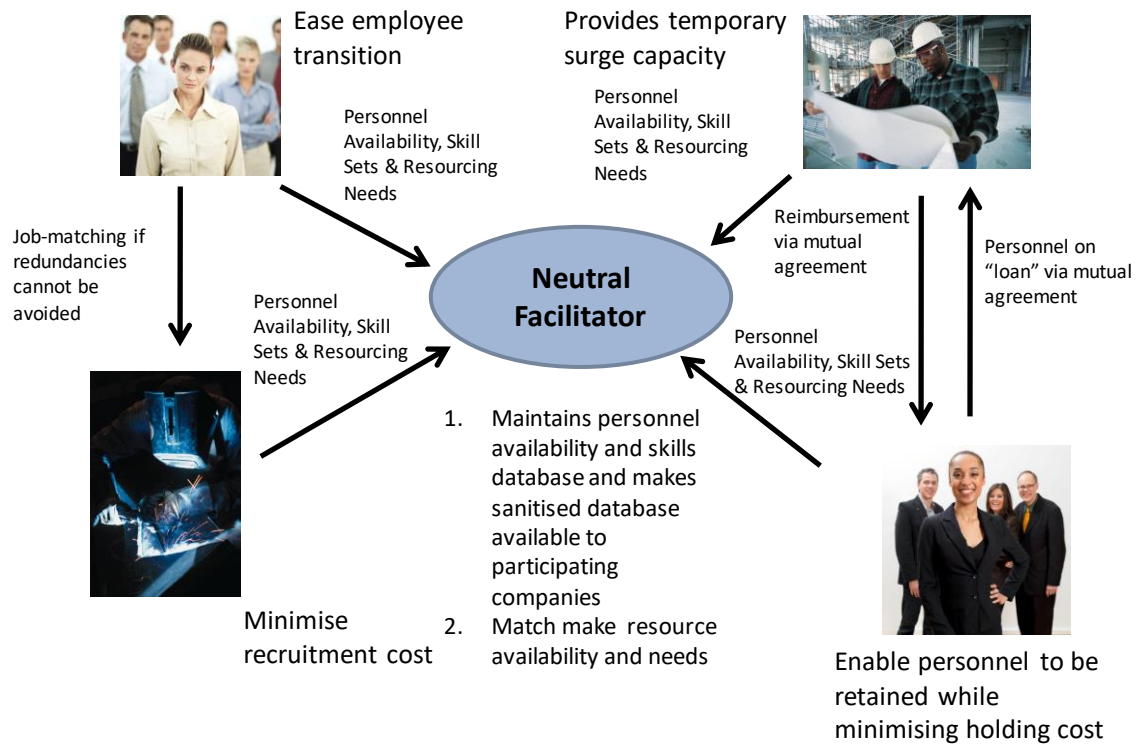 Ease employee
transition
Provides temporary
surge capacity
Personnel
Availability, Skill
Sets & Resourcing
Needs
Personnel
Availability, Skill
Sets & Resourcing
Needs
Job-matching if
redundancies
cannot be
avoided
Reimbursement
via mutual
agreement
Personnel on
“loan” via mutual
agreement
Neutral
Facilitator
Personnel
Availability, Skill
Sets & Resourcing
Needs
Personnel
Availability, Skill Sets
& Resourcing Needs
1. Maintains personnel
availability and skills
database and makes
sanitised database
available to
participating
companies
2. Match make resource
availability and needs
Minimise
recruitment cost
Enable personnel to be
retained while
minimising holding cost